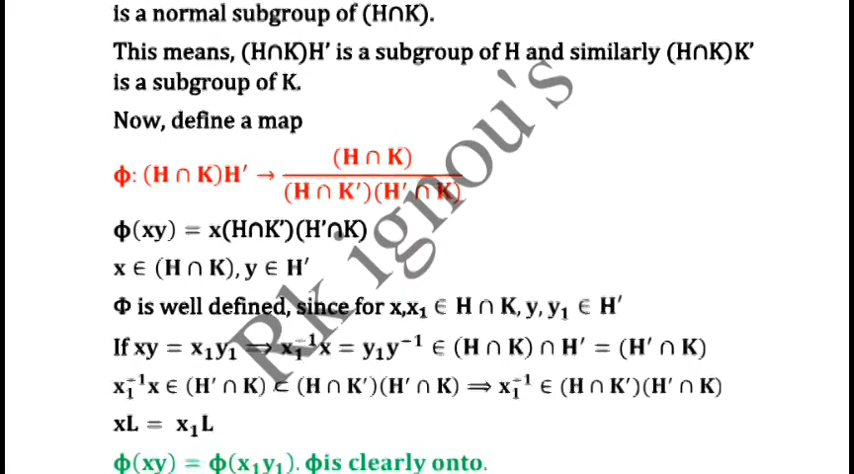 is a normal subgroup of (H∩K).
This means, (H∩K)H′ is a subgroup of H and similarly (H∩K)K′
is a subgroup of K.
Now, define a map
ϕ: (H ∩ K)H′ → (H ∩ K) / (H ∩ K′)(H′ ∩ K)
ϕ(xy) = x(H∩K′)(H′∩K)
x ∈ (H ∩ K), y ∈ H′
Φ is well defined, since for x,x₁ ∈ H ∩ K, y, y₁ ∈ H′
If xy = x₁y₁ ⟹ x₁⁻¹x = y₁y⁻¹ ∈ (H ∩ K) ∩ H′ = (H′ ∩ K)
x₁⁻¹x ∈ (H′ ∩ K) ⊂ (H ∩ K′)(H′ ∩ K) ⟹ x₁⁻¹ ∈ (H ∩ K′)(H′ ∩ K)
xL = x₁L
ϕ(xy) = ϕ(x₁y₁). ϕis clearly onto.
Rk ignou's